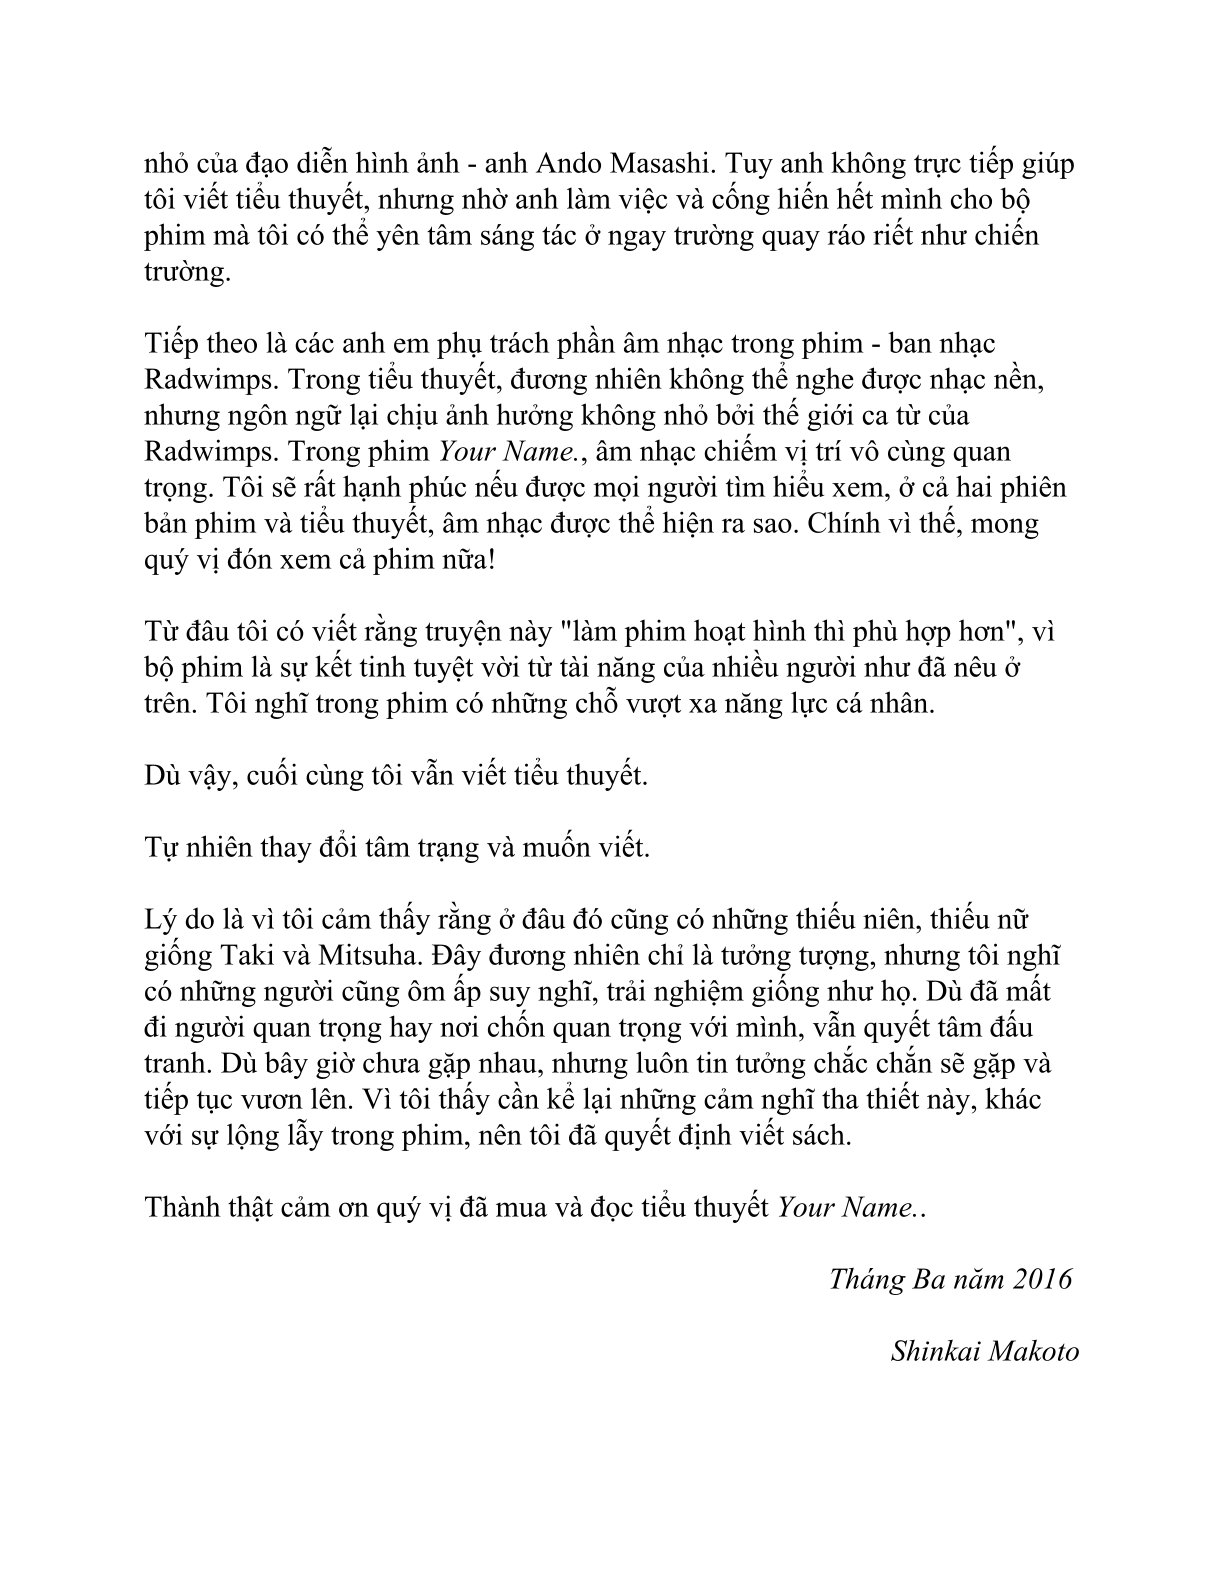 nhỏ của đạo diễn hình ảnh - anh Ando Masashi. Tuy anh không trực tiếp giúp
tôi viết tiểu thuyết, nhưng nhờ anh làm việc và cống hiến hết mình cho bộ
phim mà tôi có thể yên tâm sáng tác ở ngay trường quay ráo riết như chiến
trường.
Tiếp theo là các anh em phụ trách phần âm nhạc trong phim - ban nhạc
Radwimps. Trong tiểu thuyết, đương nhiên không thể nghe được nhạc nền,
nhưng ngôn ngữ lại chịu ảnh hưởng không nhỏ bởi thế giới ca từ của
Radwimps. Trong phim Your Name., âm nhạc chiếm vị trí vô cùng quan
trọng. Tôi sẽ rất hạnh phúc nếu được mọi người tìm hiểu xem, ở cả hai phiên
bản phim và tiểu thuyết, âm nhạc được thể hiện ra sao. Chính vì thế, mong
quý vị đón xem cả phim nữa!
Từ đâu tôi có viết rằng truyện này "làm phim hoạt hình thì phù hợp hơn", vì
bộ phim là sự kết tinh tuyệt vời từ tài năng của nhiều người như đã nêu ở
trên. Tôi nghĩ trong phim có những chỗ vượt xa năng lực cá nhân.
Dù vậy, cuối cùng tôi vẫn viết tiểu thuyết.
Tự nhiên thay đổi tâm trạng và muốn viết.
Lý do là vì tôi cảm thấy rằng ở đâu đó cũng có những thiếu niên, thiếu nữ
giống Taki và Mitsuha. Đây đương nhiên chỉ là tưởng tượng, nhưng tôi nghĩ
có những người cũng ôm ấp suy nghĩ, trải nghiệm giống như họ. Dù đã mất
đi người quan trọng hay nơi chốn quan trọng với mình, vẫn quyết tâm đấu
tranh. Dù bây giờ chưa gặp nhau, nhưng luôn tin tưởng chắc chắn sẽ gặp và
tiếp tục vươn lên. Vì tôi thấy cần kể lại những cảm nghĩ tha thiết này, khác
với sự lộng lẫy trong phim, nên tôi đã quyết định viết sách.
Thành thật cảm ơn quý vị đã mua và đọc tiểu thuyết Your Name..
Tháng Ba năm 2016
Shinkai Makoto